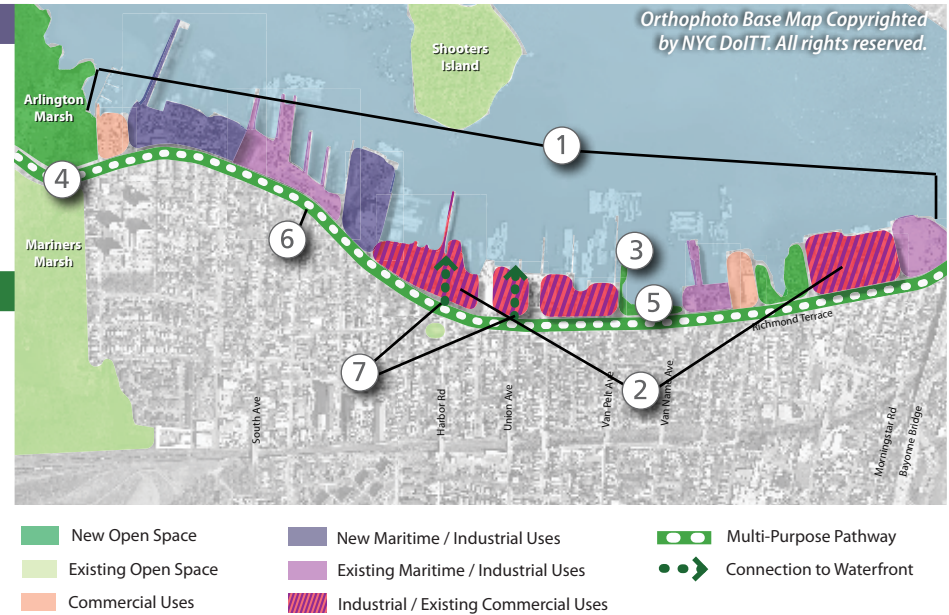 Orthophoto Base Map Copyrighted
by NYC DoITT. All rights reserved.
Shooters
Island
Arlington
Marsh
1
4
Mariners
Marsh
6
3
5
Richmond Terrace
7
2
South Ave
Harbor Rd
Union Ave
Van Pelt Ave
Van Name Ave
Morningstar Rd
Bayonne Bridge
New Open Space
Existing Open Space
Commercial Uses
New Maritime / Industrial Uses
Existing Maritime / Industrial Uses
Industrial / Existing Commercial Uses
Multi-Purpose Pathway
Connection to Waterfront